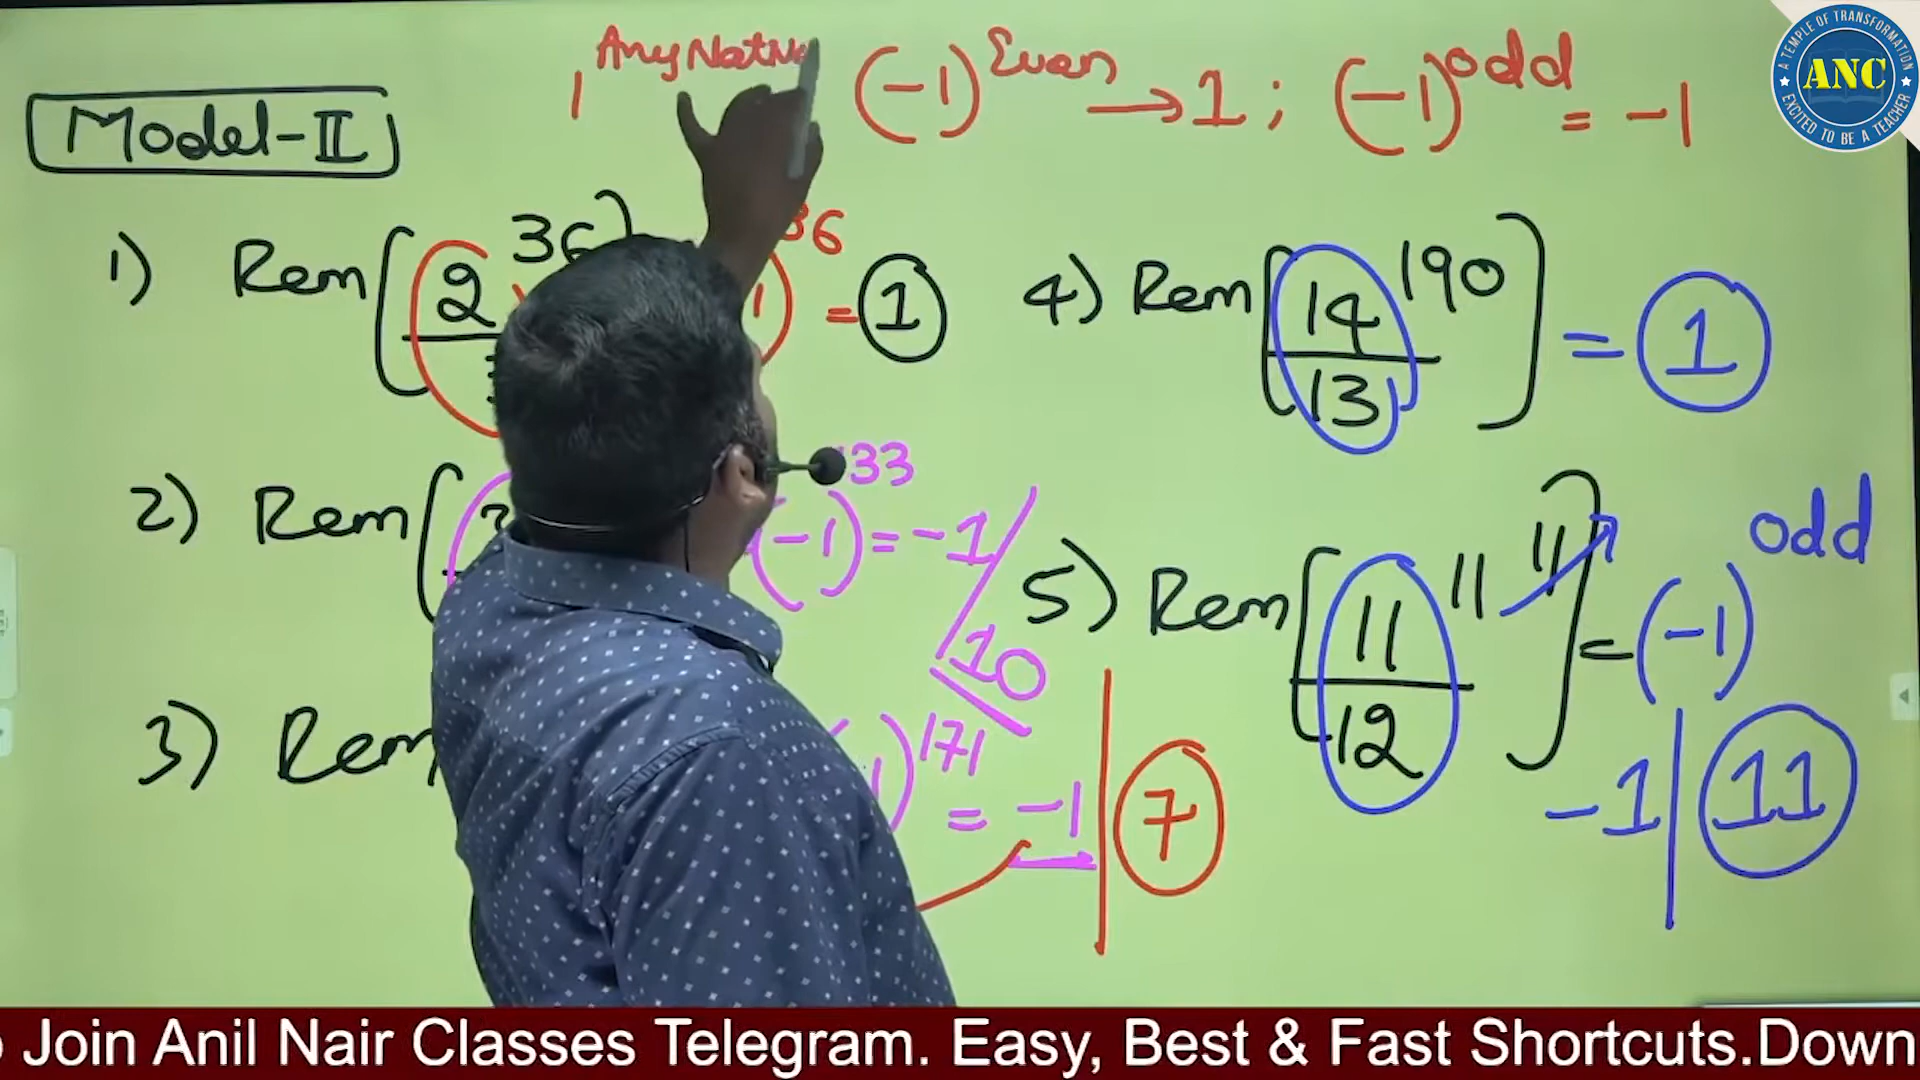 1^Any Nat No (-1)^Even → 1 ; (-1)^odd = -1
A TEMPLE OF TRANSFORMATION
ANC
EXCITED TO BE A TEACHER
Model-II
1) Rem[2^36 36 = 1
4) Rem[14^190/13] = 1
2) Rem[ (-1)^133 = -1/10
5) Rem[11^11^11/12] = (-1)^odd
-1 | 11
3) Rem )^171 = -1 | 7
Join Anil Nair Classes Telegram. Easy, Best & Fast Shortcuts.Down